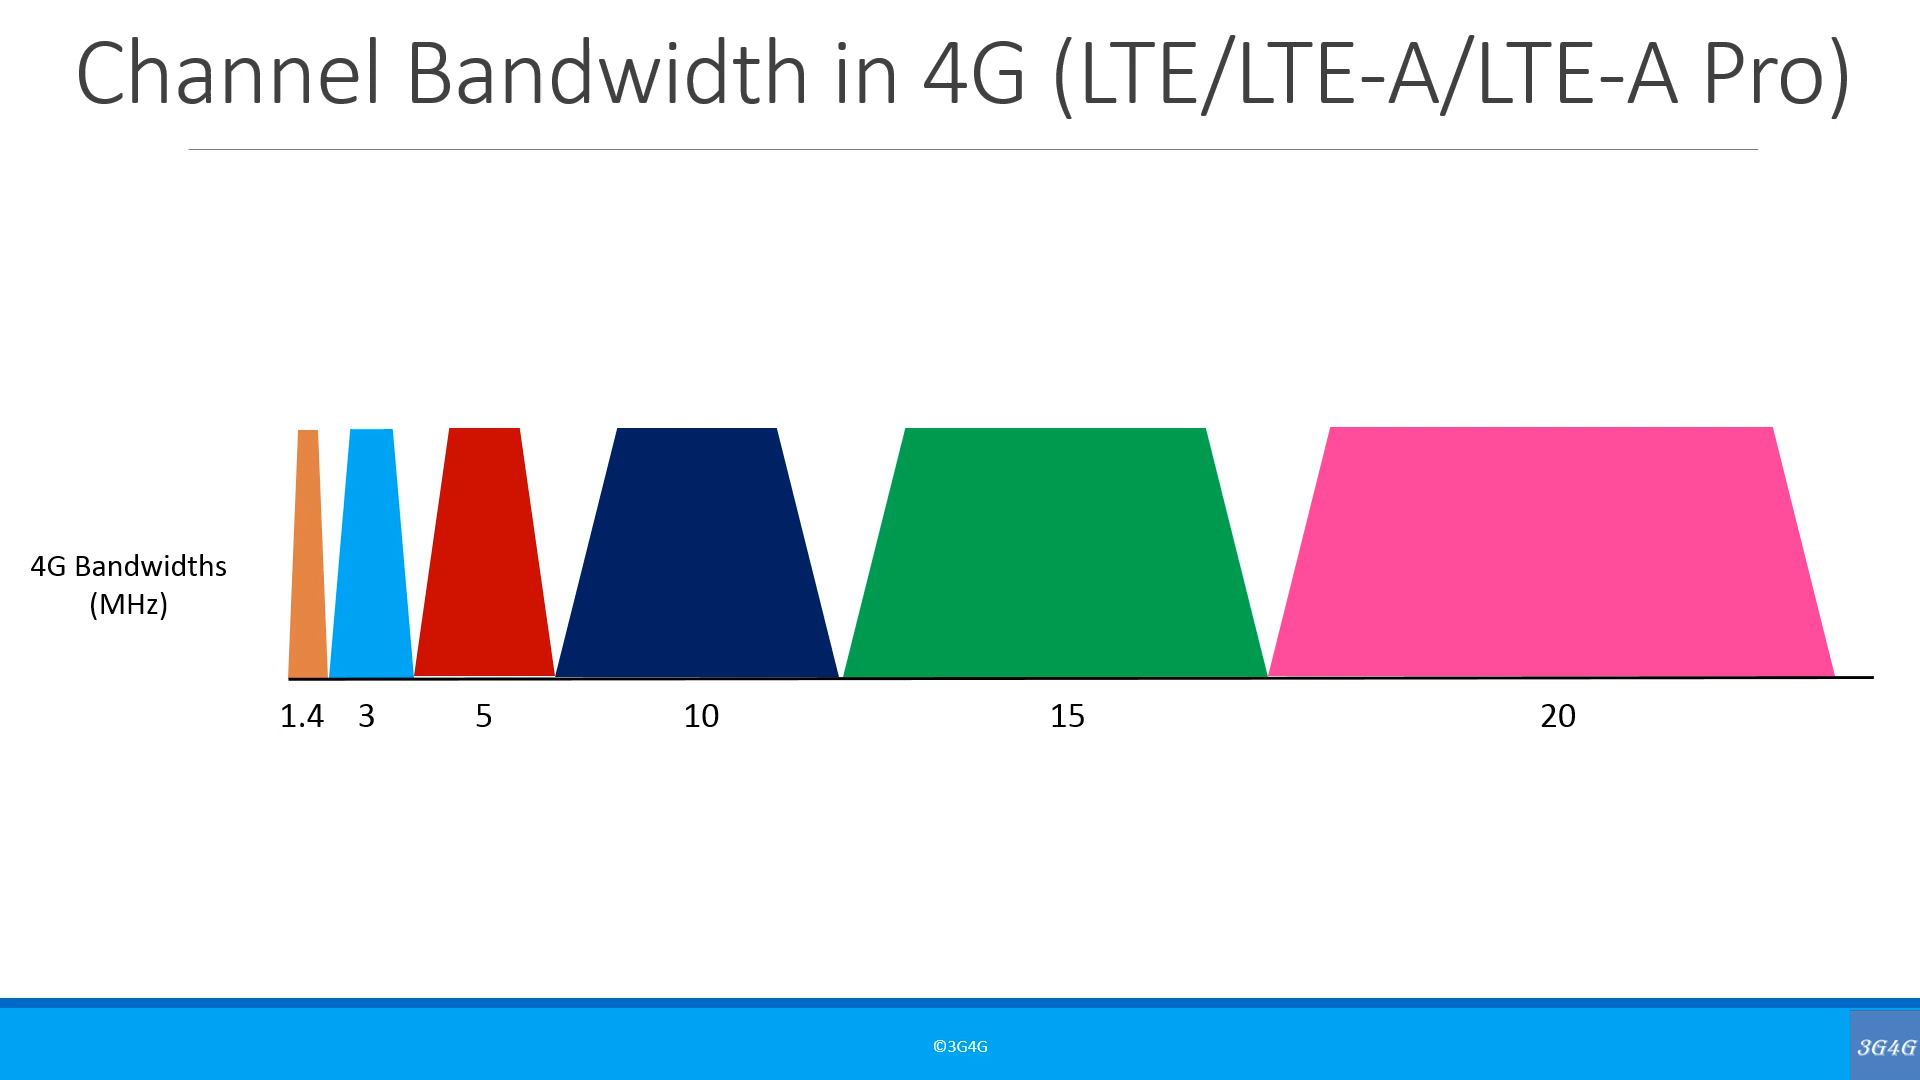 Channel Bandwidth in 4G (LTE/LTE-A/LTE-A Pro)
4G Bandwidths
(MHz)
1.4 3 5 10 15 20
©3G4G
3G4G